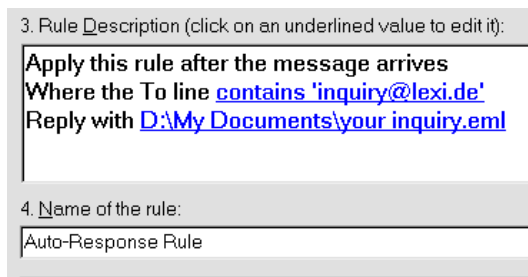 3. Rule Description (click on an underlined value to edit it):
Apply this rule after the message arrives
Where the To line contains 'inquiry@lexi.de'
Reply with D:\My Documents\your inquiry.eml
4. Name of the rule:
Auto-Response Rule